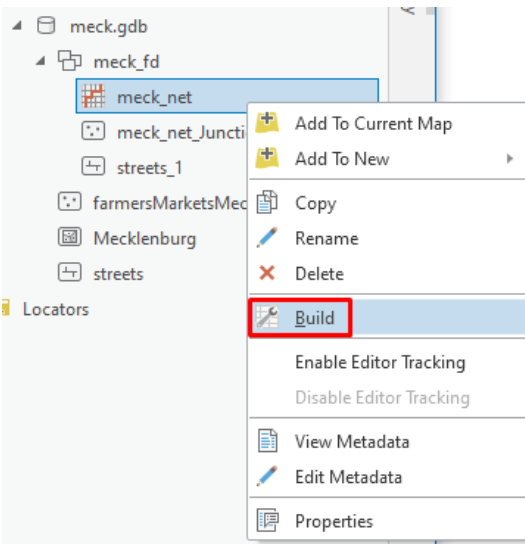 meck.gdb
meck_fd
meck_net
meck_net_Juncti
streets_1
farmersMarketsMec
Mecklenburg
streets
Locators
Add To Current Map
Add To New
Copy
Rename
Delete
Build
Enable Editor Tracking
Disable Editor Tracking
View Metadata
Edit Metadata
Properties